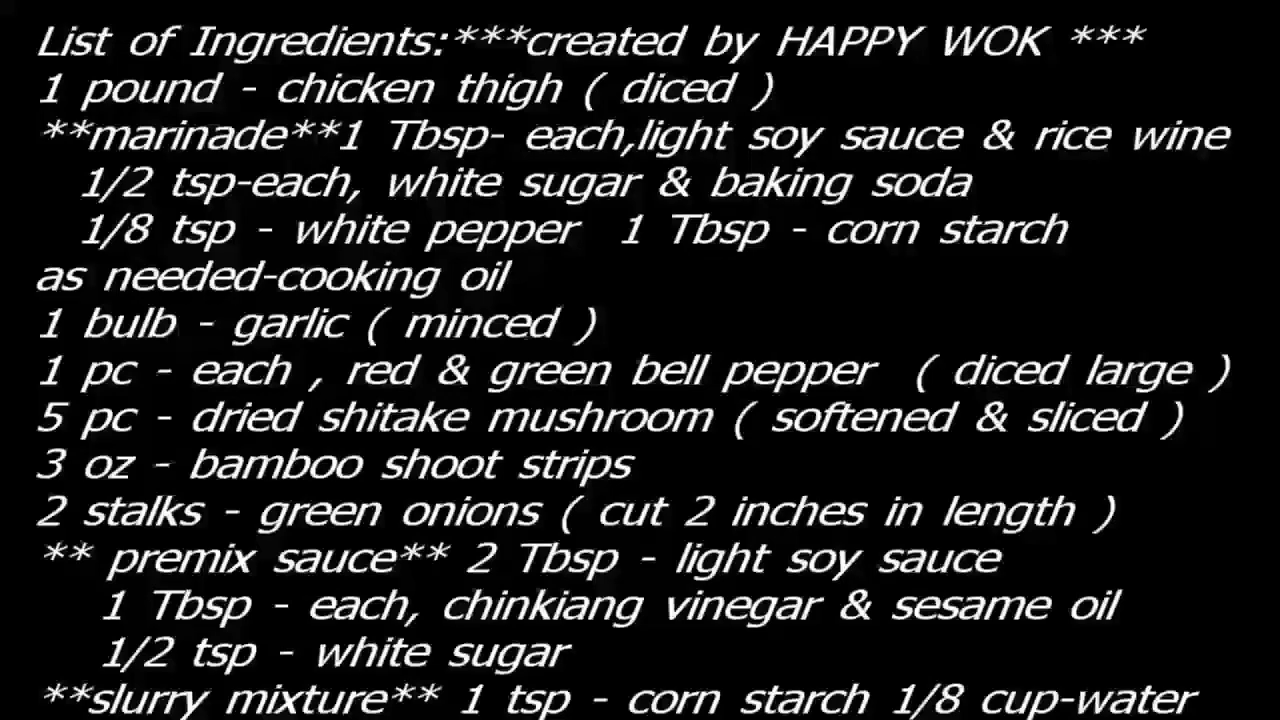 List of Ingredients:***created by HAPPY WOK ***
1 pound - chicken thigh ( diced )
**marinade**1 Tbsp- each,light soy sauce & rice wine
1/2 tsp-each, white sugar & baking soda
1/8 tsp - white pepper  1 Tbsp - corn starch
as needed-cooking oil
1 bulb - garlic ( minced )
1 pc - each , red & green bell pepper  ( diced large )
5 pc - dried shitake mushroom ( softened & sliced )
3 oz - bamboo shoot strips
2 stalks - green onions ( cut 2 inches in length )
** premix sauce** 2 Tbsp - light soy sauce
1 Tbsp - each, chinkiang vinegar & sesame oil
1/2 tsp - white sugar
**slurry mixture** 1 tsp - corn starch 1/8 cup-water